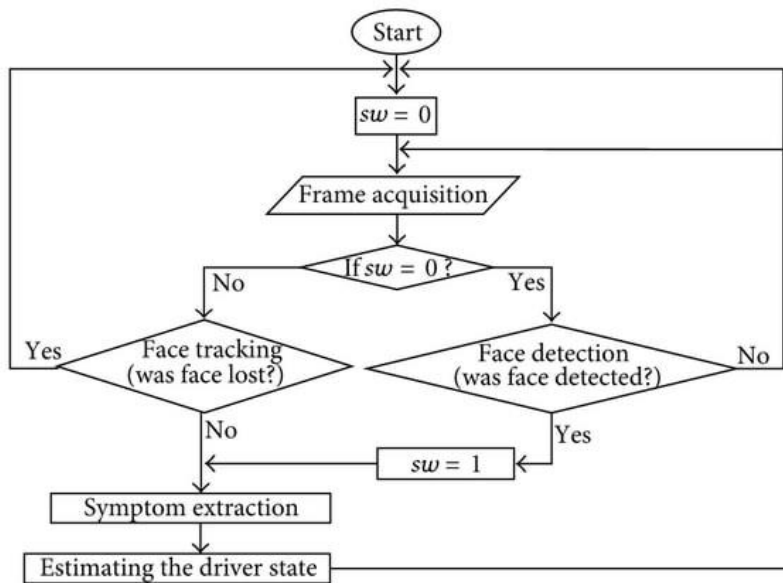 Start
sw = 0
Frame acquisition
If sw = 0 ?
No
Yes
Yes
Face tracking
(was face lost?)
Face detection
(was face detected?)
No
No
Yes
sw = 1
Symptom extraction
Estimating the driver state